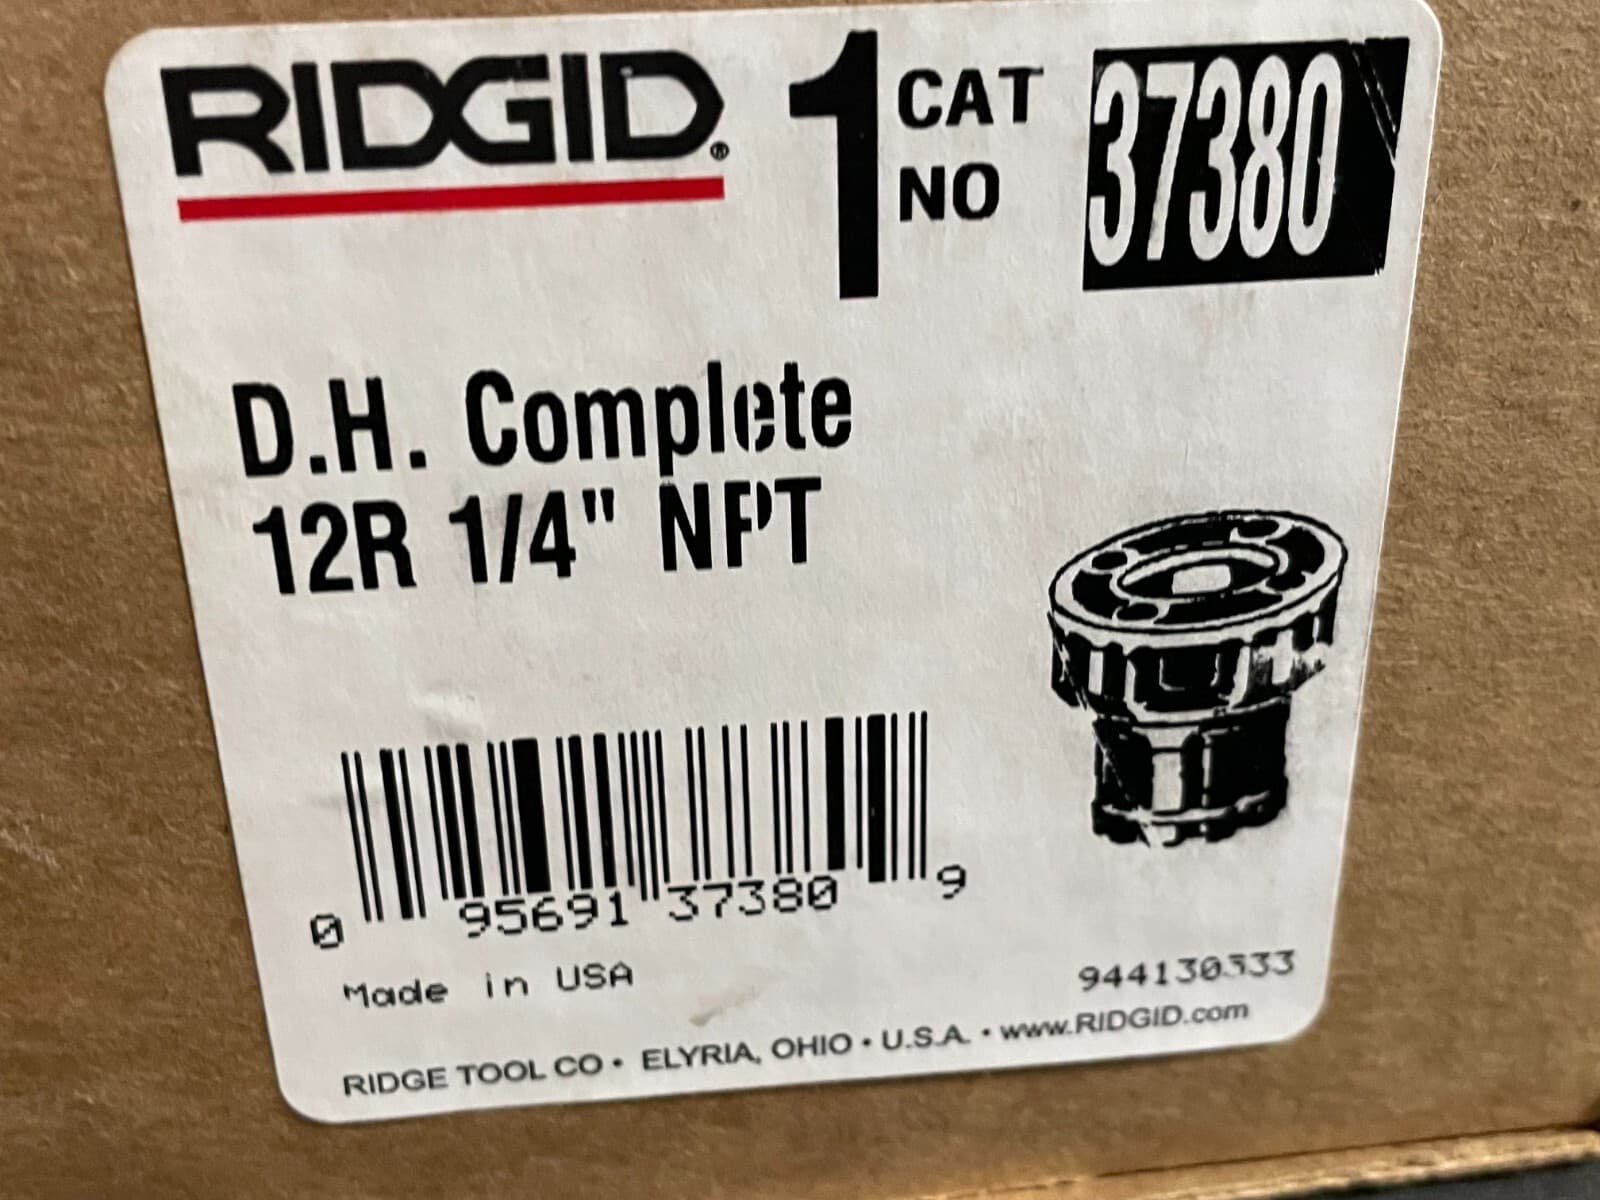 RIDGID®
1 CAT NO 37380
D.H. Complete
12R 1/4" NPT
0 95691 37380 9
Made in USA
944130333
RIDGE TOOL CO • ELYRIA, OHIO • U.S.A. • www.RIDGID.com